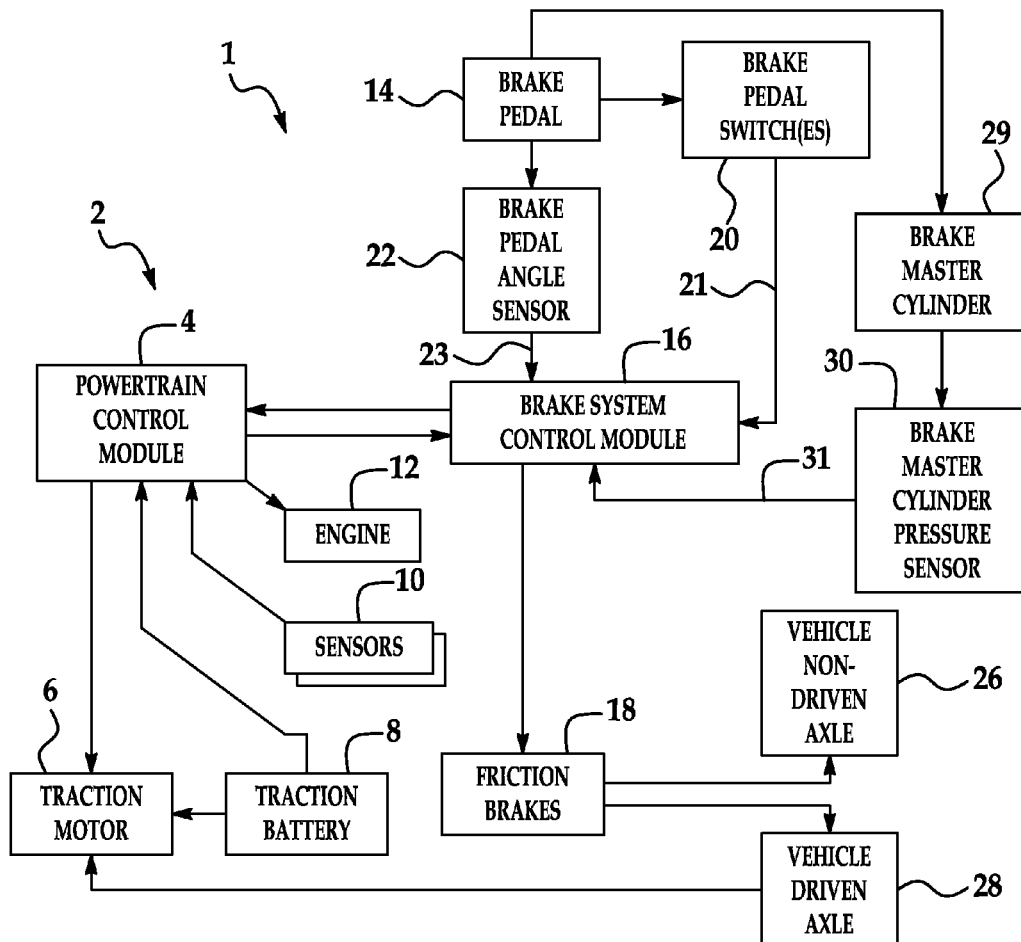 1
14
BRAKE
PEDAL
BRAKE
PEDAL
SWITCH(ES)
29
2
22
BRAKE
PEDAL
ANGLE
SENSOR
20
21
BRAKE
MASTER
CYLINDER
4
23
16
30
POWERTRAIN
CONTROL
MODULE
BRAKE SYSTEM
CONTROL MODULE
31
BRAKE
MASTER
CYLINDER
PRESSURE
SENSOR
12
ENGINE
10
SENSORS
VEHICLE
NON-
DRIVEN
AXLE
26
6
8
18
TRACTION
MOTOR
TRACTION
BATTERY
FRICTION
BRAKES
VEHICLE
DRIVEN
AXLE
28